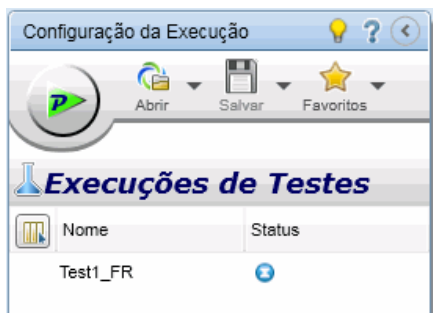 Configuração da Execução ?
P Abrir Salvar Favoritos
Execuções de Testes
Nome Status
Test1_FR